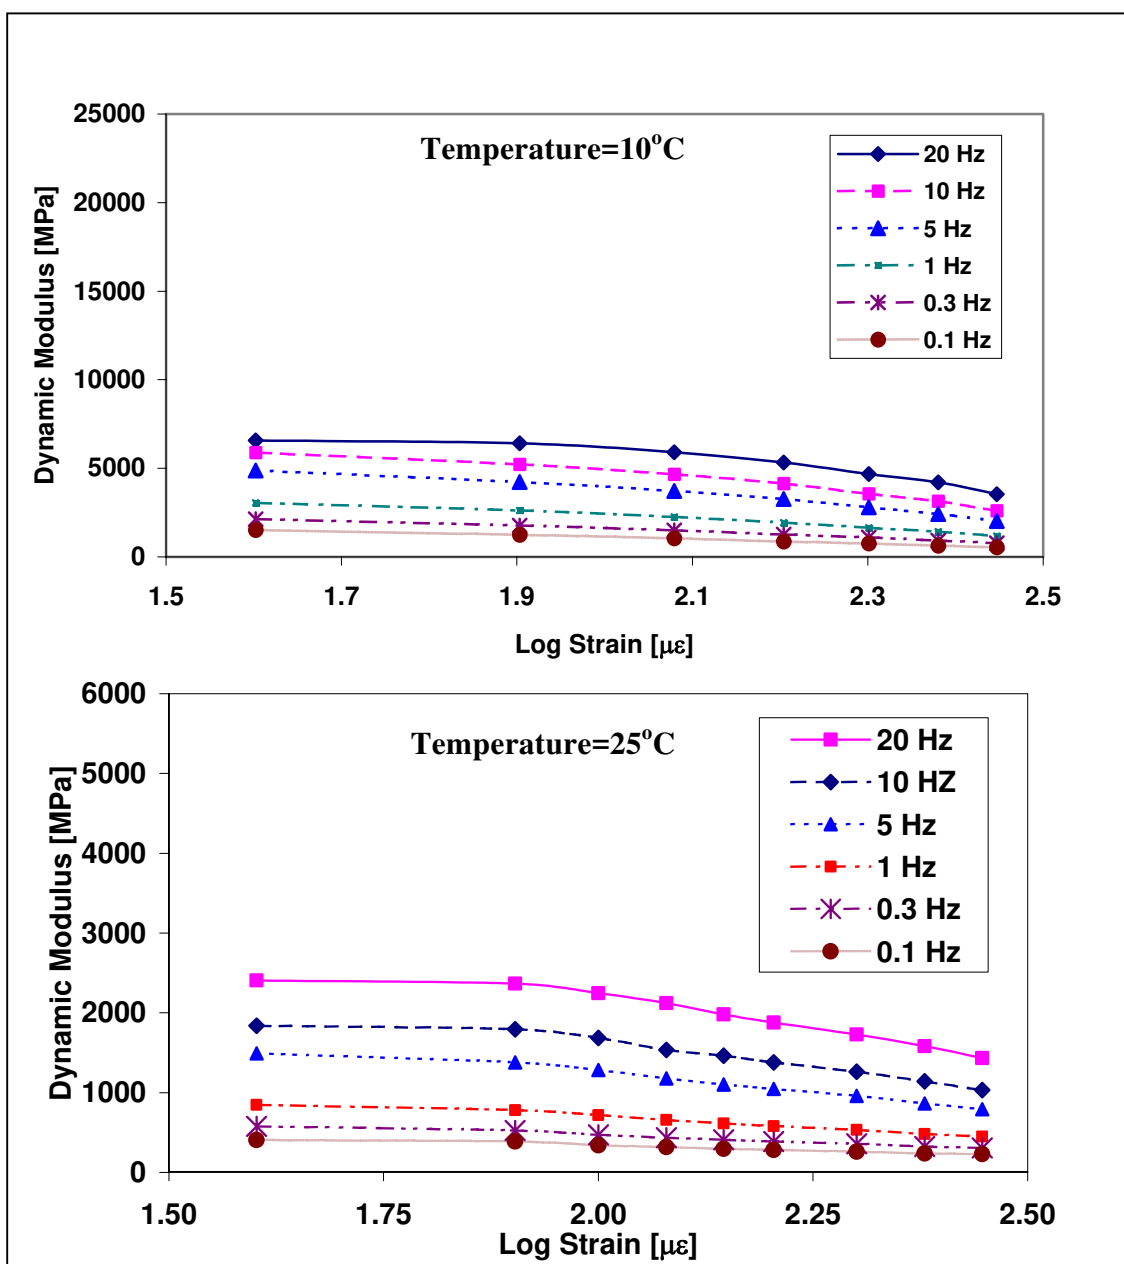 25000
20000
15000
10000
5000
0
Dynamic Modulus [MPa]
Temperature=10°C
20 Hz
10 Hz
5 Hz
1 Hz
0.3 Hz
0.1 Hz
1.5 1.7 1.9 2.1 2.3 2.5
Log Strain [με]
6000
5000
4000
3000
2000
1000
0
Dynamic Modulus [MPa]
Temperature=25°C
20 Hz
10 HZ
5 Hz
1 Hz
0.3 Hz
0.1 Hz
1.50 1.75 2.00 2.25 2.50
Log Strain [με]